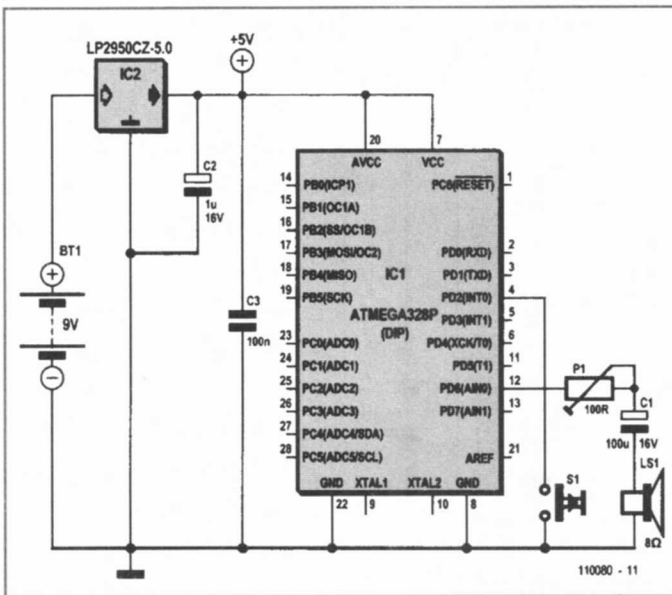 LP2950CZ-5.0
IC2
+5V
C2
1u
16V
BT1
9V
C3
100n
20
7
AVCC
VCC
14 PB0(ICP1)
15 PB1(OC1A)
16 PB2(SS/OC1B)
17 PB3(MOSI/OC2)
18 PB4(MISO)
19 PB5(SCK)
23 PC0(ADC0)
24 PC1(ADC1)
25 PC2(ADC2)
26 PC3(ADC3)
27 PC4(ADC4/SDA)
28 PC5(ADC5/SCL)
IC1
ATMEGA328P
(DIP)
PC6(RESET) 1
PD0(RXD) 2
PD1(TXD) 3
PD2(INT0) 4
PD3(INT1) 5
PD4(XCK/T0) 6
PD5(T1) 11
PD6(AIN0) 12
PD7(AIN1) 13
AREF 21
GND XTAL1 XTAL2 GND
22 9 10 8
P1
100R
C1
100u 16V
LS1
8Ω
S1
110080 - 11